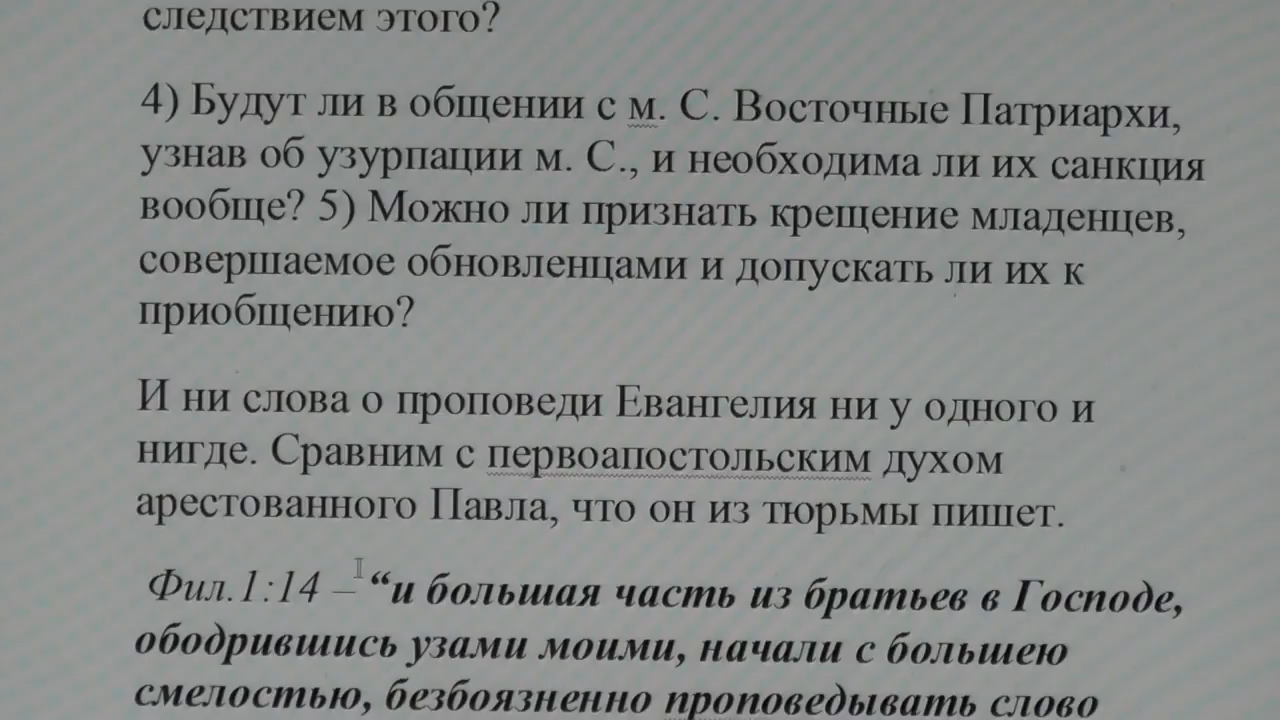 следствием этого?
4) Будут ли в общении с м. С. Восточные Патриархи,
узнав об узурпации м. С., и необходима ли их санкция
вообще? 5) Можно ли признать крещение младенцев,
совершаемое обновленцами и допускать ли их к
приобщению?
И ни слова о проповеди Евангелия ни у одного и
нигде. Сравним с первоапостольским духом
арестованного Павла, что он из тюрьмы пишет.
Фил.1:14 – “и большая часть из братьев в Господе,
ободрившись узами моими, начали с большею
смелостью, безбоязненно проповедывать слово